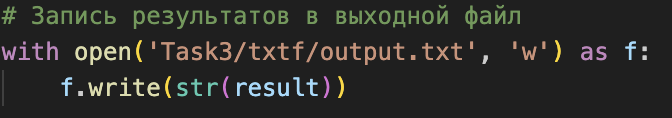 # Запись результатов в выходной файл
with open('Task3/txtf/output.txt', 'w') as f:
    f.write(str(result))